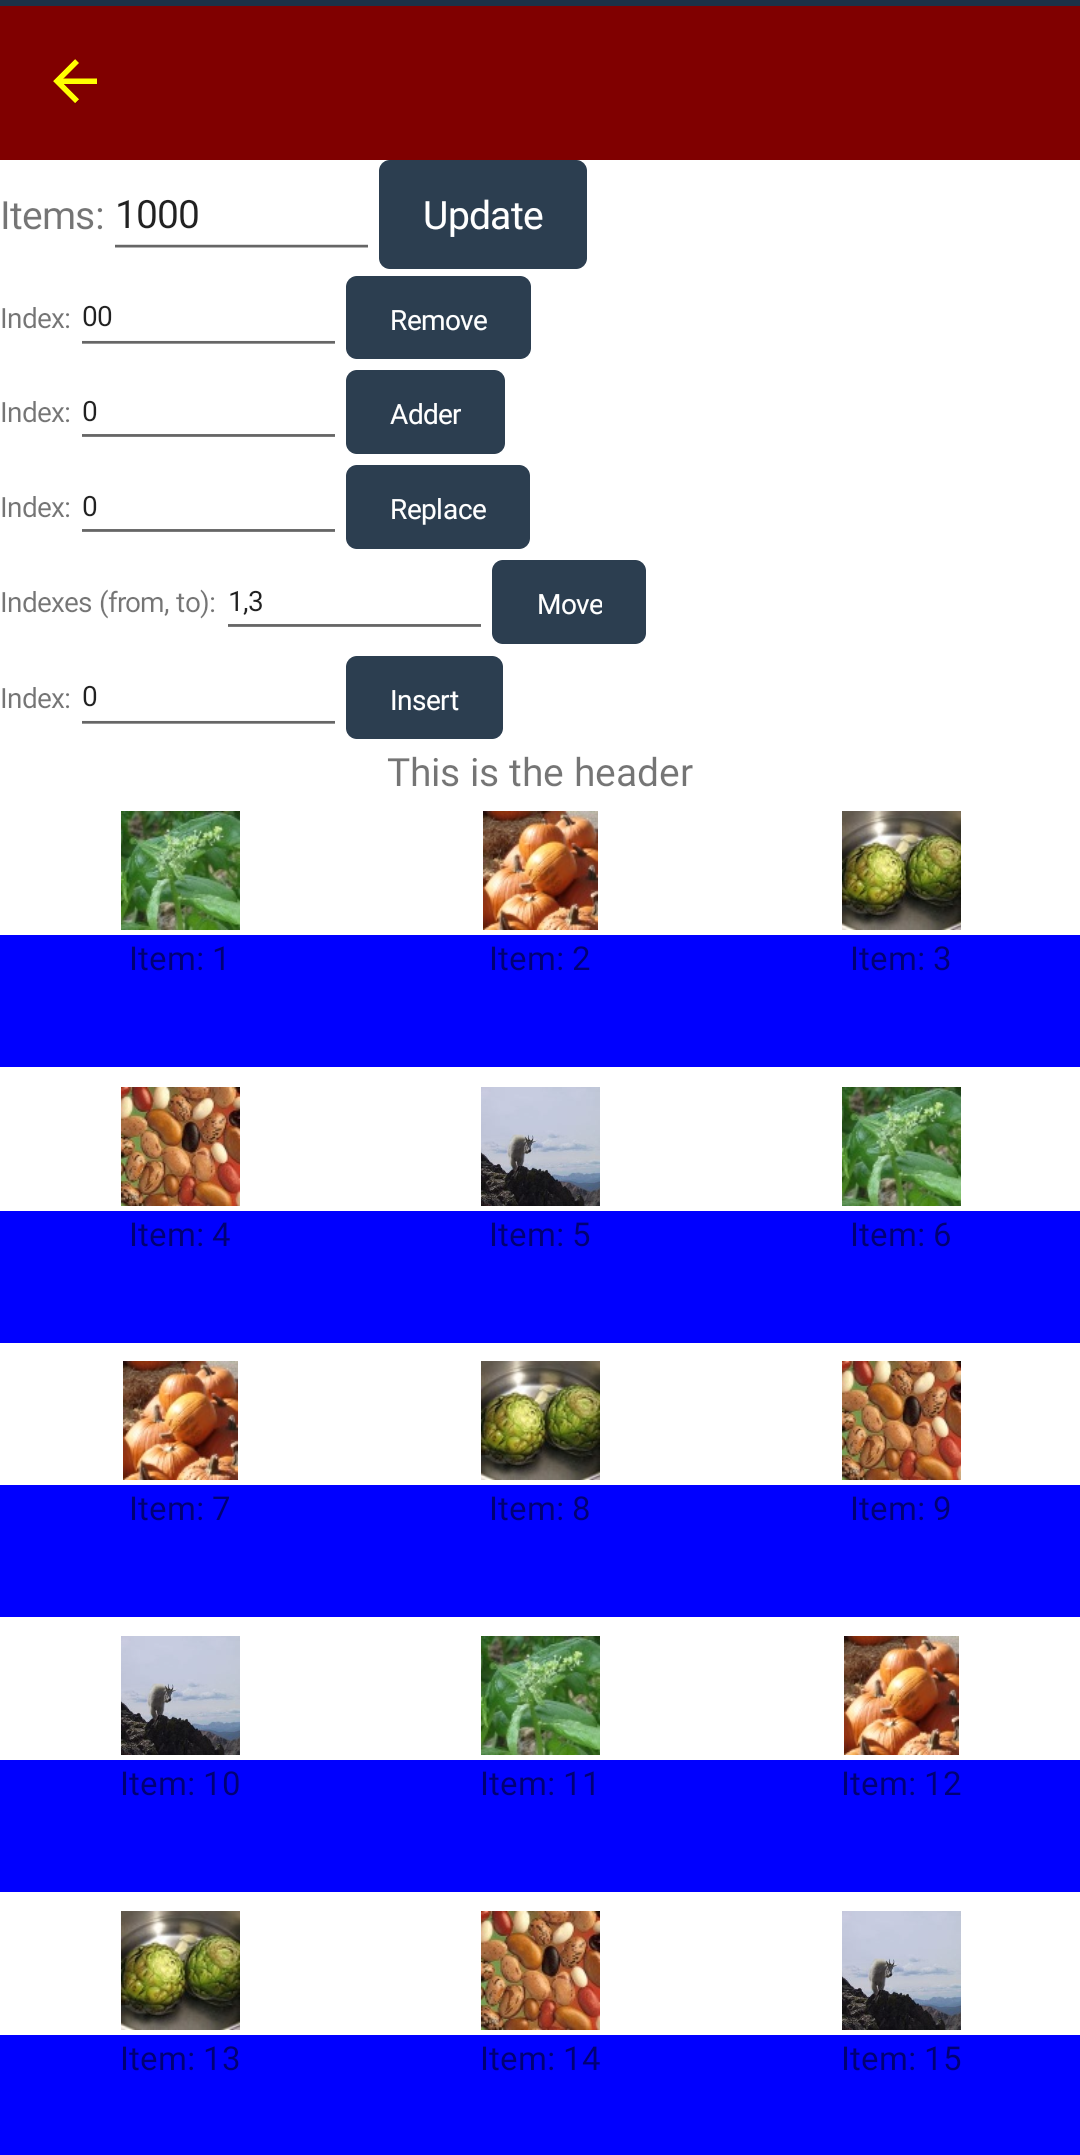 Items: 1000 Update
Index: 00 Remove
Index: 0 Adder
Index: 0 Replace
Indexes (from, to): 1,3 Move
Index: 0 Insert
This is the header
Item: 1 Item: 2 Item: 3
Item: 4 Item: 5 Item: 6
Item: 7 Item: 8 Item: 9
Item: 10 Item: 11 Item: 12
Item: 13 Item: 14 Item: 15